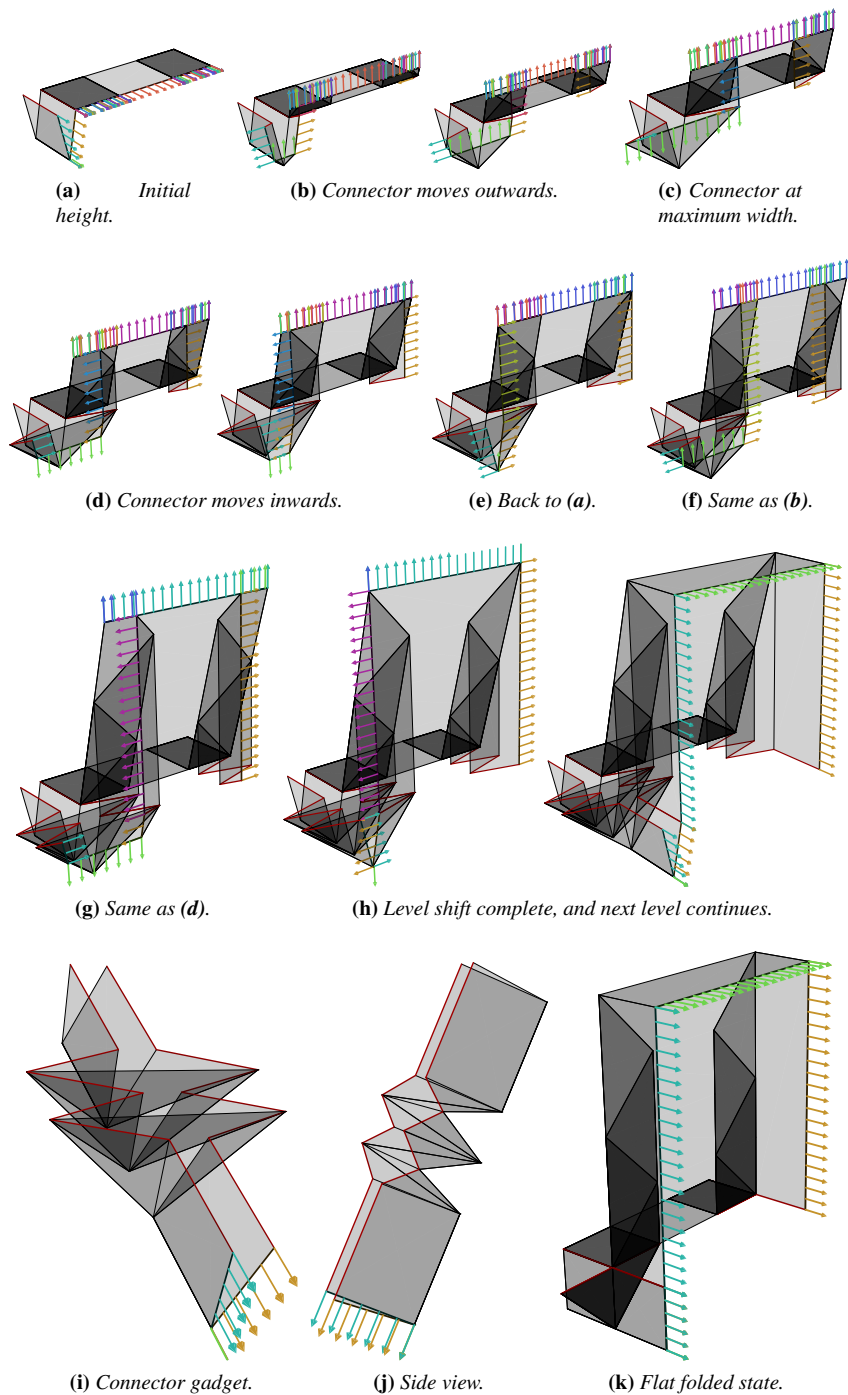 (a) Initial
height.
(b) Connector moves outwards.
(c) Connector at
maximum width.
(d) Connector moves inwards.
(e) Back to (a).
(f) Same as (b).
(g) Same as (d).
(h) Level shift complete, and next level continues.
(i) Connector gadget.
(j) Side view.
(k) Flat folded state.